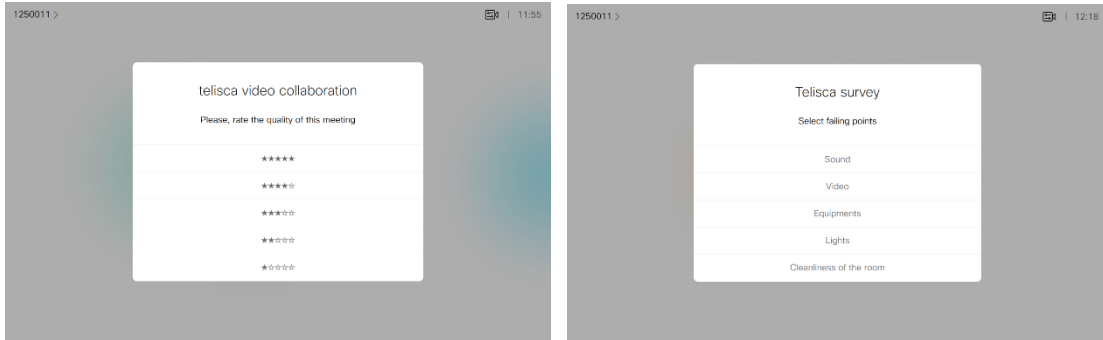 1250011 >
11:55
telisca video collaboration
Please, rate the quality of this meeting
★★★★★
★★★★☆
★★★☆☆
★★☆☆☆
★☆☆☆☆
1250011 >
12:18
Telisca survey
Select failing points
Sound
Video
Equipments
Lights
Cleanliness of the room